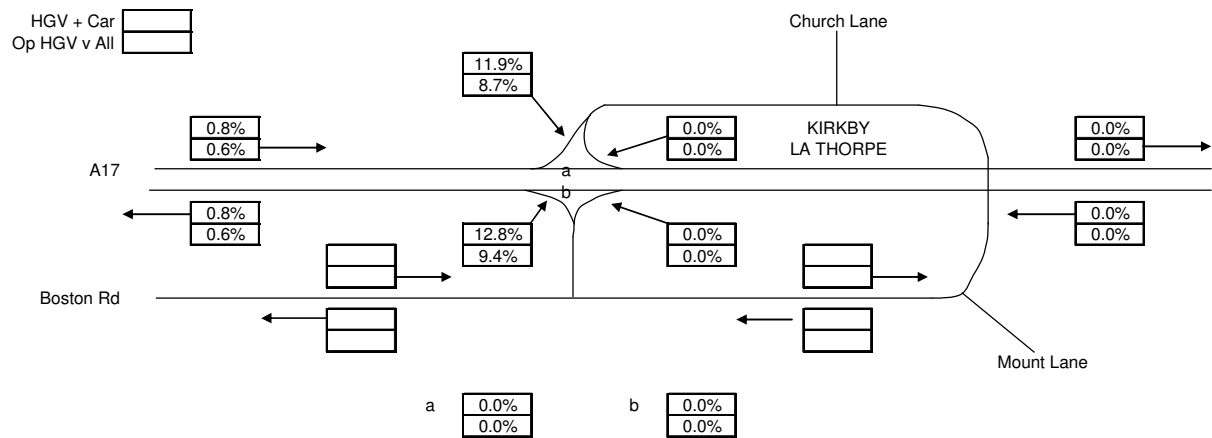 HGV + Car
Op HGV v All
Church Lane
11.9%
8.7%
0.8%
0.6%
0.0%
0.0%
KIRKBY
LA THORPE
0.0%
0.0%
A17
a
b
0.8%
0.6%
12.8%
9.4%
0.0%
0.0%
0.0%
0.0%
Boston Rd
Mount Lane
a
0.0%
0.0%
b
0.0%
0.0%